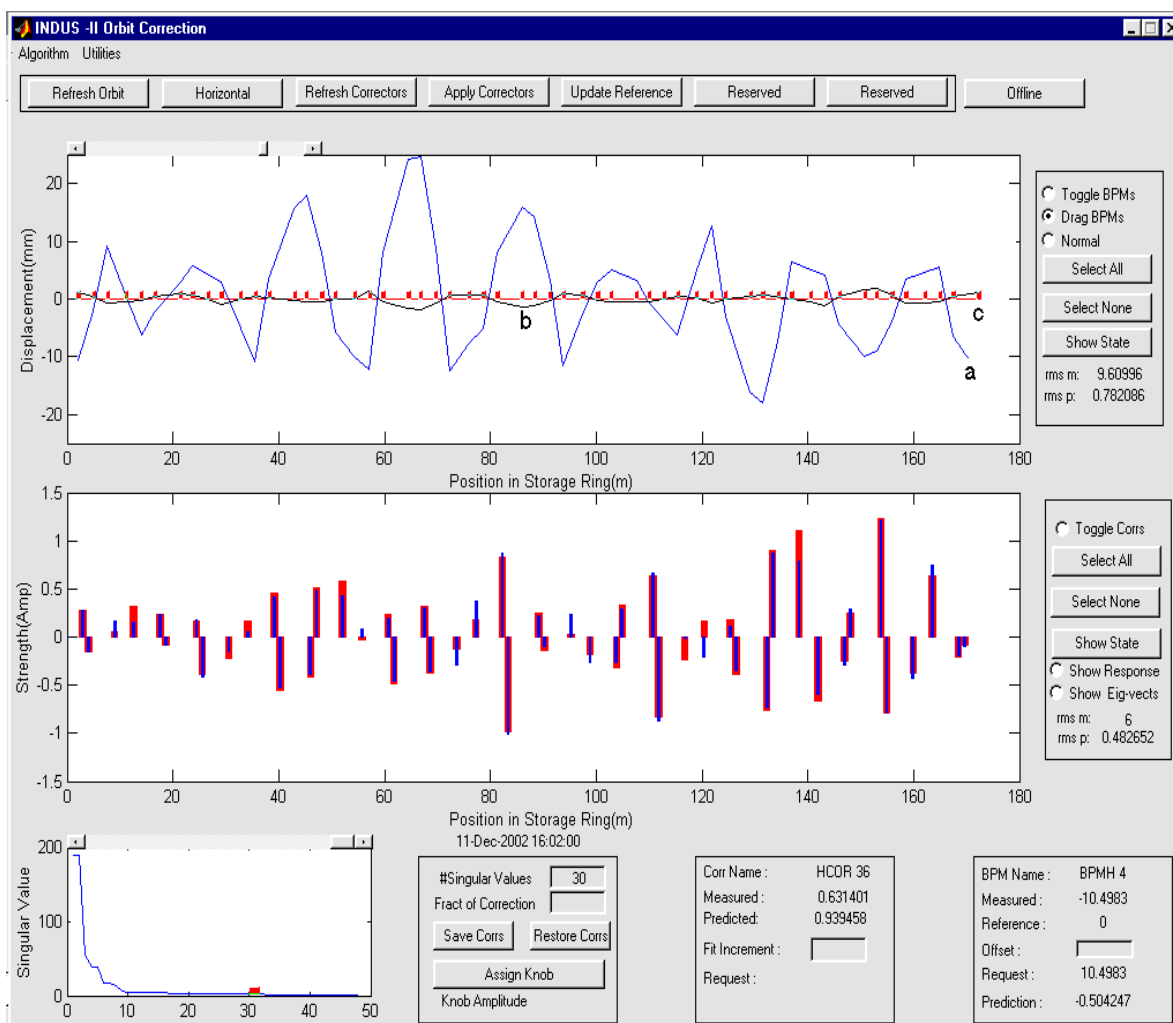 INDUS -II Orbit Correction
Algorithm Utilities
Refresh Orbit Horizontal Refresh Correctors Apply Correctors Update Reference Reserved Reserved Offline
20
10
0
-10
-20
Displacement(mm)
b
c
a
0 20 40 60 80 100 120 140 160 180
Position in Storage Ring(m)
Toggle BPMs
Drag BPMs
Normal
Select All
Select None
Show State
rms m: 9.60996
rms p: 0.782086
1.5
1
0.5
0
-0.5
-1
-1.5
Strength(Amp)
0 20 40 60 80 100 120 140 160 180
Position in Storage Ring(m)
Toggle Corrs
Select All
Select None
Show State
Show Response
Show Eig-vects
rms m: 6
rms p: 0.482652
11-Dec-2002 16:02:00
200
100
0
Singular Value
0 10 20 30 40 50
#Singular Values 30
Fract of Correction
Save Corrs Restore Corrs
Assign Knob
Knob Amplitude
Corr Name : HCOR 36
Measured : 0.631401
Predicted: 0.939458
Fit Increment :
Request :
BPM Name : BPMH 4
Measured : -10.4983
Reference : 0
Offset :
Request : 10.4983
Prediction : -0.504247